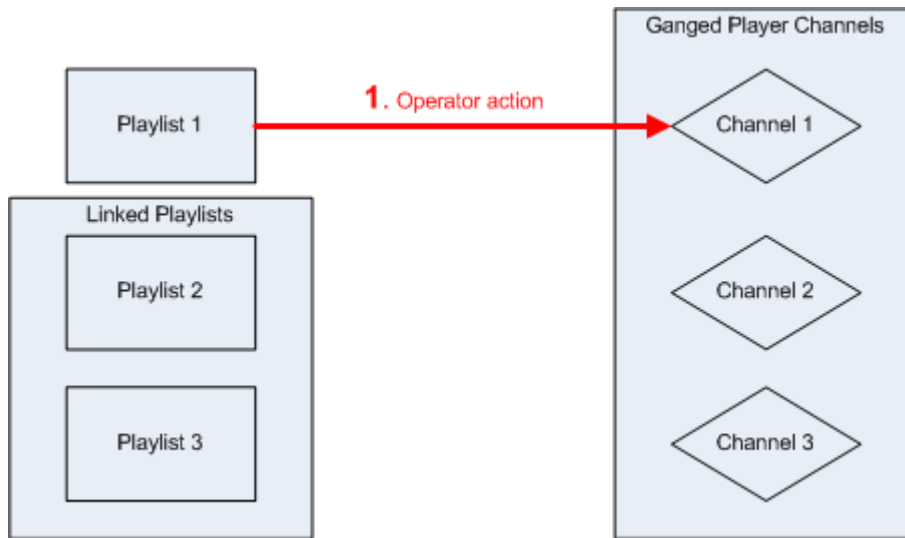 Ganged Player Channels
Playlist 1
1. Operator action
Channel 1
Linked Playlists
Playlist 2
Channel 2
Playlist 3
Channel 3